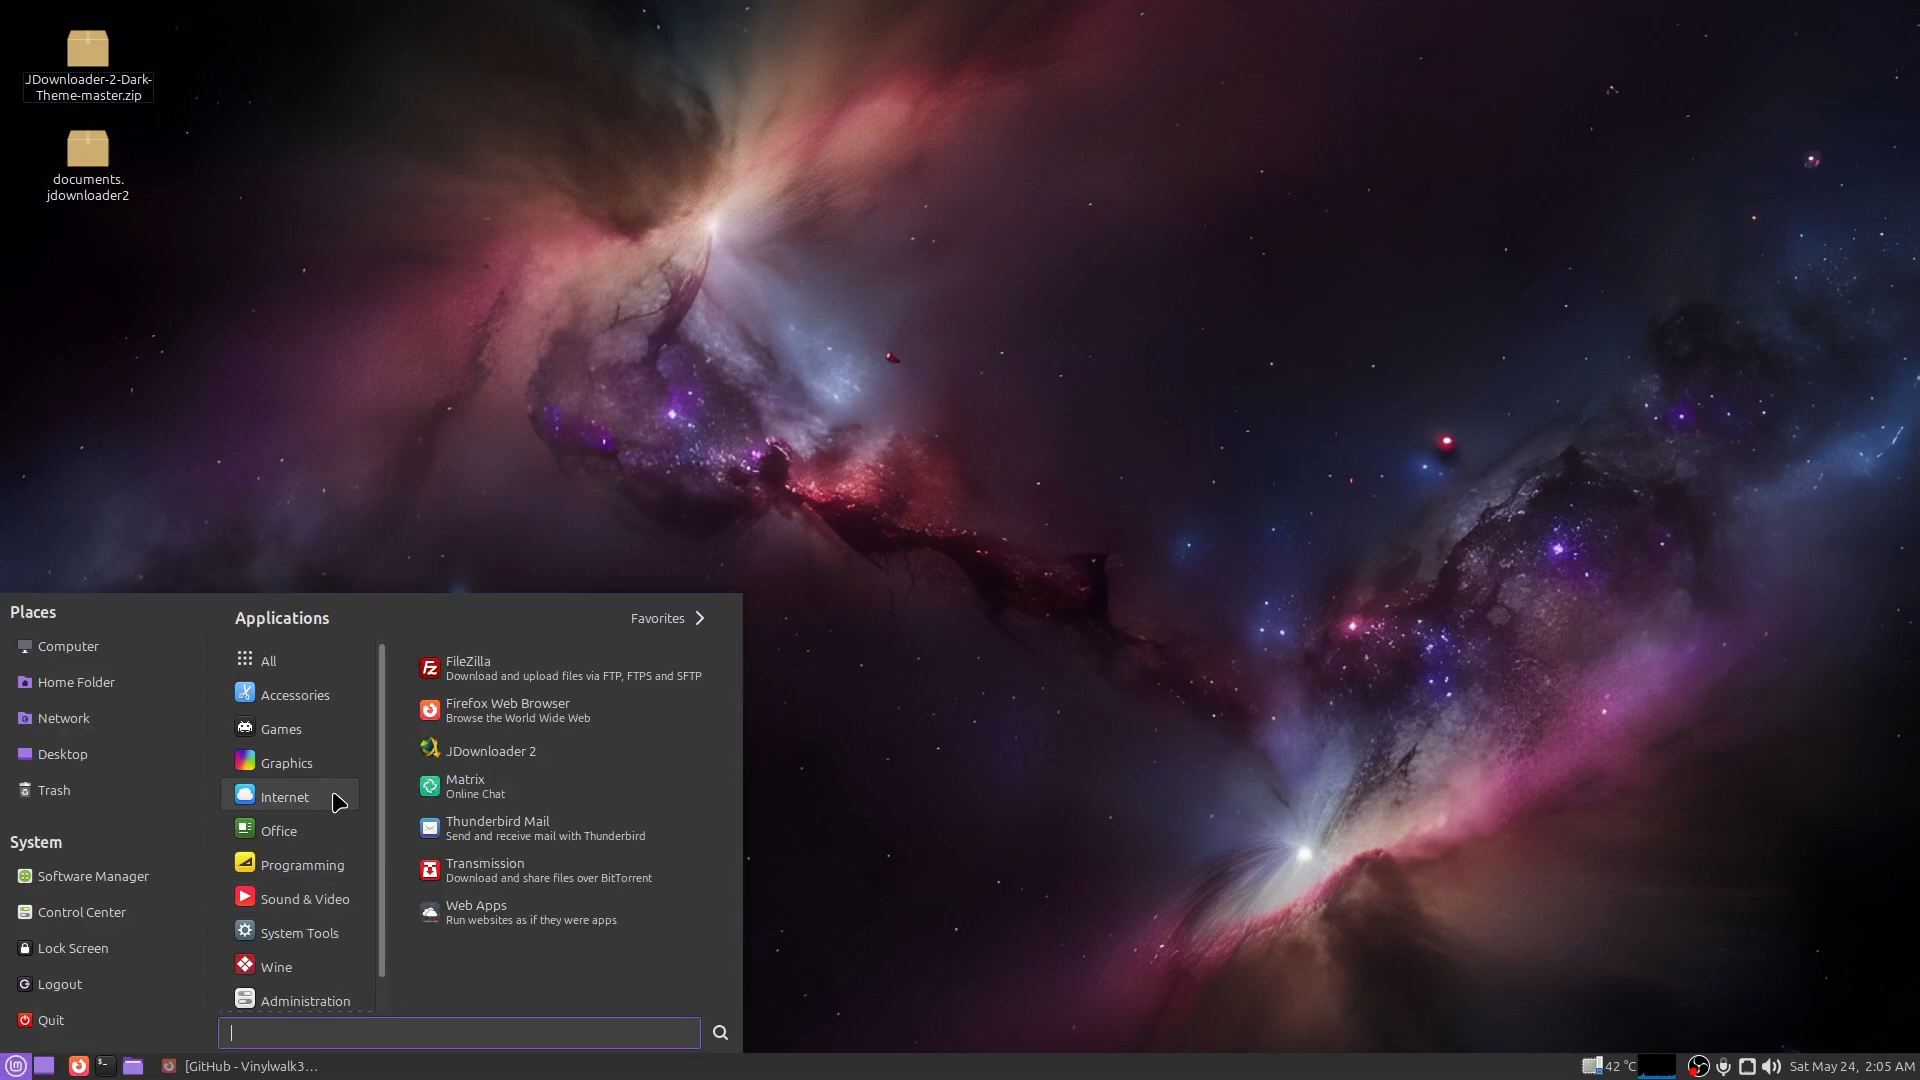 JDownloader-2-Dark-
Theme-master.zip
documents.
jdownloader2
Places
Computer
Home Folder
Network
Desktop
Trash
System
Software Manager
Control Center
Lock Screen
Logout
Quit
Applications
Favorites
All
Accessories
Games
Graphics
Internet
Office
Programming
Sound & Video
System Tools
Wine
Administration
FileZilla
Download and upload files via FTP, FTPS and SFTP
Firefox Web Browser
Browse the World Wide Web
JDownloader 2
Matrix
Online Chat
Thunderbird Mail
Send and receive mail with Thunderbird
Transmission
Download and share files over BitTorrent
Web Apps
Run websites as if they were apps
[GitHub - Vinylwalk3...
42 °C
Sat May 24, 2:05 AM